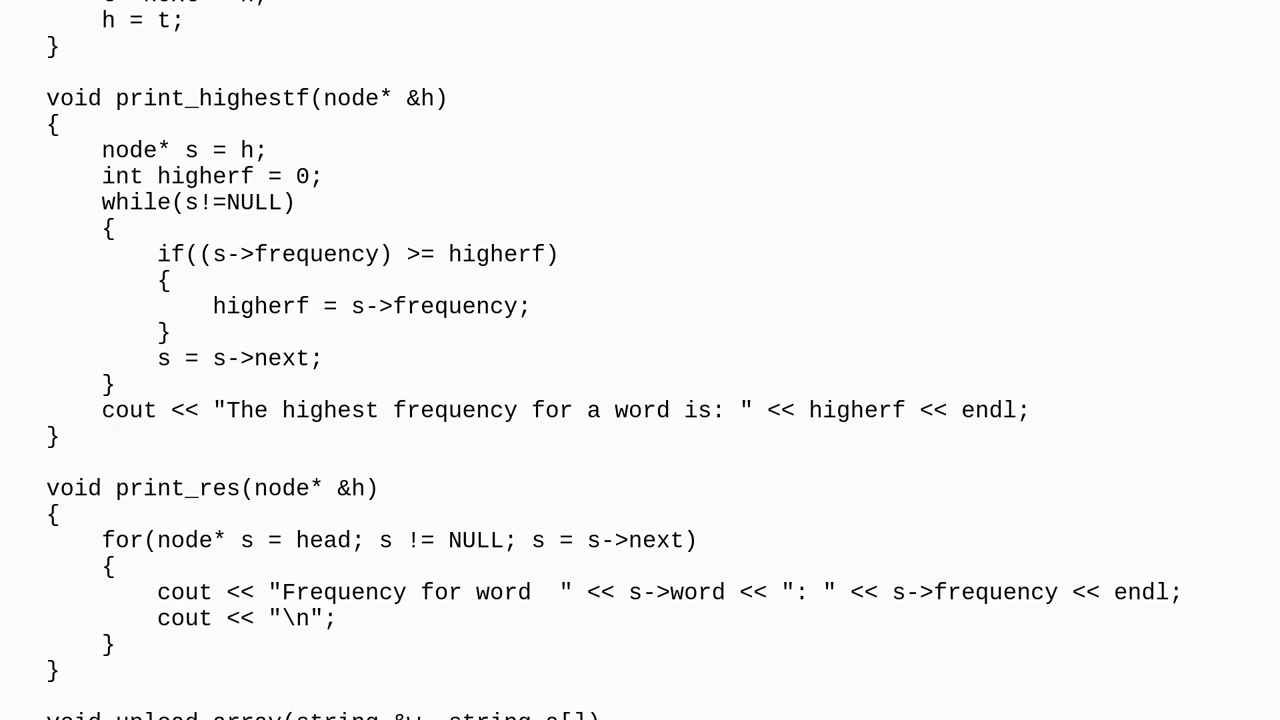 h = t;
}
void print_highestf(node* &h)
{
node* s = h;
int higherf = 0;
while(s!=NULL)
{
if((s->frequency) >= higherf)
{
higherf = s->frequency;
}
s = s->next;
}
cout << "The highest frequency for a word is: " << higherf << endl;
}
void print_res(node* &h)
{
for(node* s = head; s != NULL; s = s->next)
{
cout << "Frequency for word  " << s->word << ": " << s->frequency << endl;
cout << "\n";
}
}